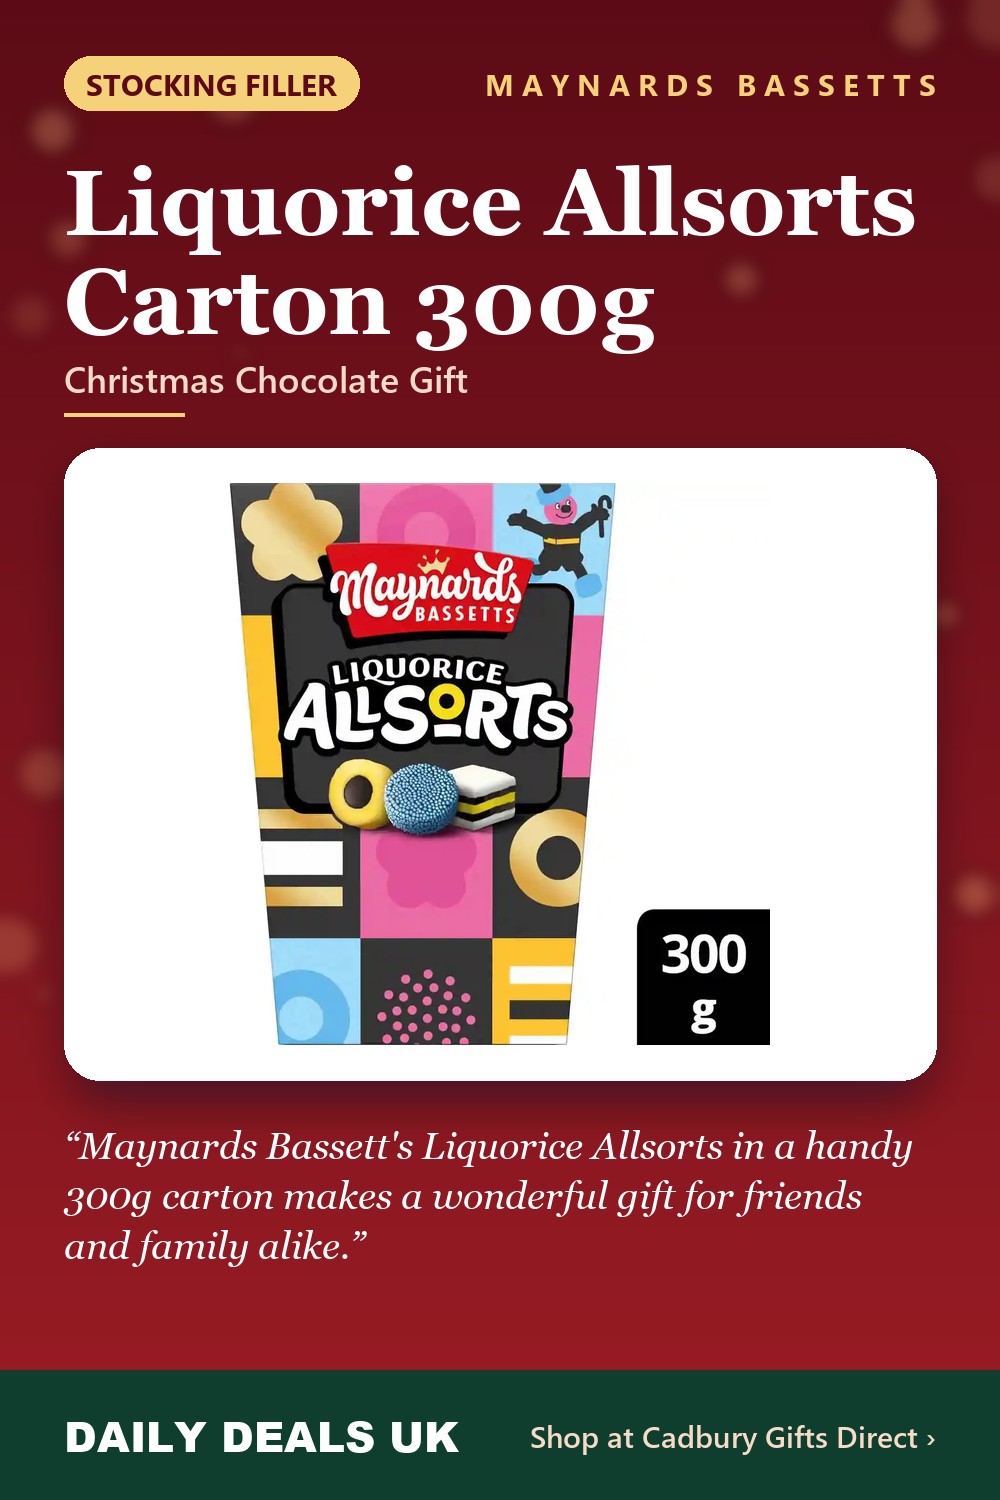 STOCKING FILLER
MAYNARDS BASSETTS
Liquorice Allsorts
Carton 300g
Christmas Chocolate Gift
Maynards
BASSETTS
LIQUORICE
ALLSORTS
300
g
“Maynards Bassett's Liquorice Allsorts in a handy
300g carton makes a wonderful gift for friends
and family alike.”
DAILY DEALS UK
Shop at Cadbury Gifts Direct ›